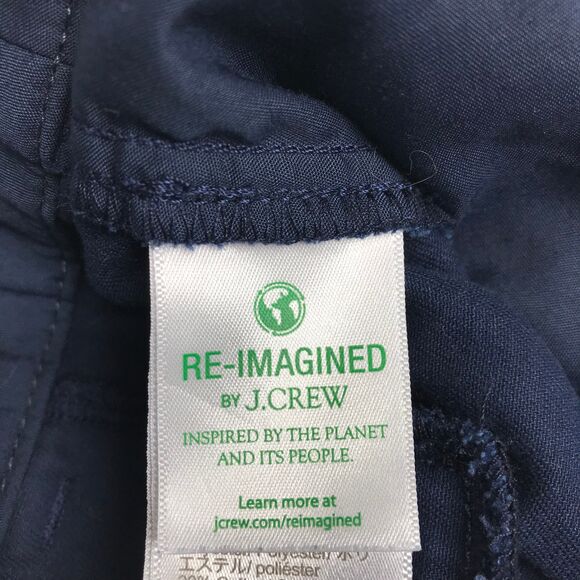 RE-IMAGINED
BY J.CREW
INSPIRED BY THE PLANET
AND ITS PEOPLE.
Learn more at
jcrew.com/reimagined
エステル/ poliéster